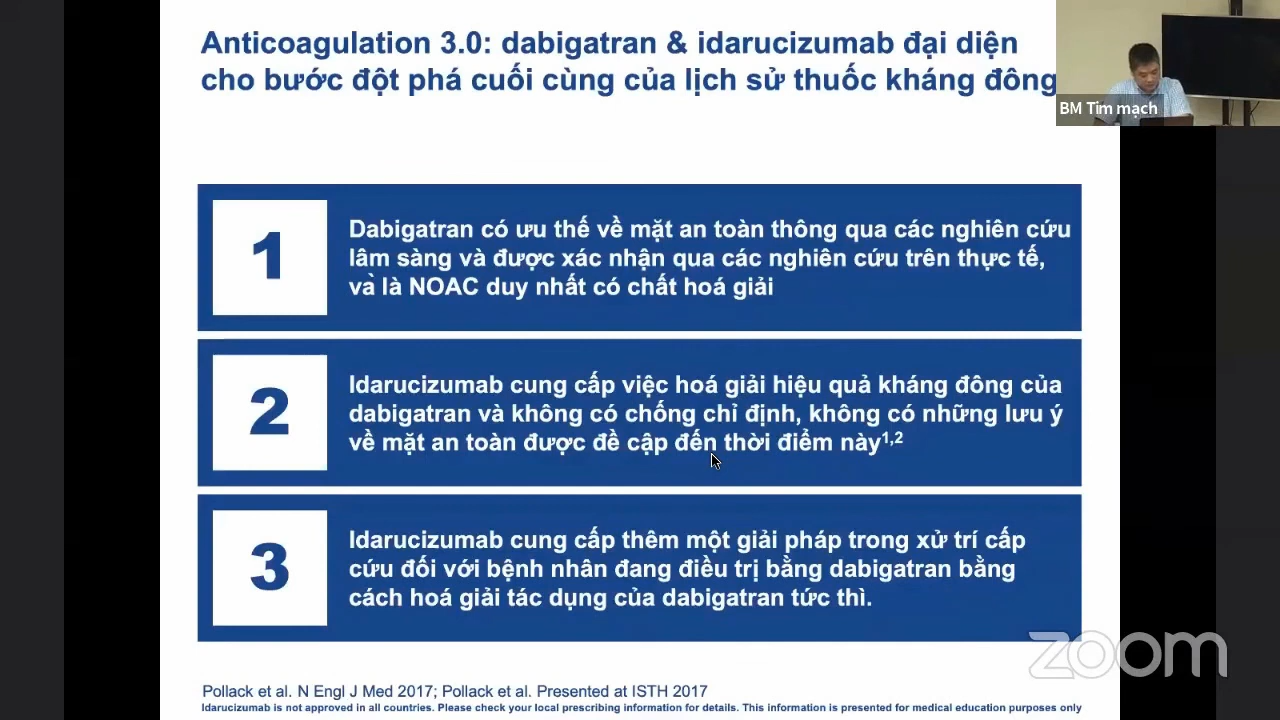 Anticoagulation 3.0: dabigatran & idarucizumab đại diện
cho bước đột phá cuối cùng của lịch sử thuốc kháng đông
BM Tim mạch
1
Dabigatran có ưu thế về mặt an toàn thông qua các nghiên cứu
lâm sàng và được xác nhận qua các nghiên cứu trên thực tế,
và là NOAC duy nhất có chất hoá giải
2
Idarucizumab cung cấp việc hoá giải hiệu quả kháng đông của
dabigatran và không có chống chỉ định, không có những lưu ý
về mặt an toàn được đề cập đến thời điểm này1,2
3
Idarucizumab cung cấp thêm một giải pháp trong xử trí cấp
cứu đối với bệnh nhân đang điều trị bằng dabigatran bằng
cách hoá giải tác dụng của dabigatran tức thì.
zoom
Pollack et al. N Engl J Med 2017; Pollack et al. Presented at ISTH 2017
Idarucizumab is not approved in all countries. Please check your local prescribing information for details. This information is presented for medical education purposes only